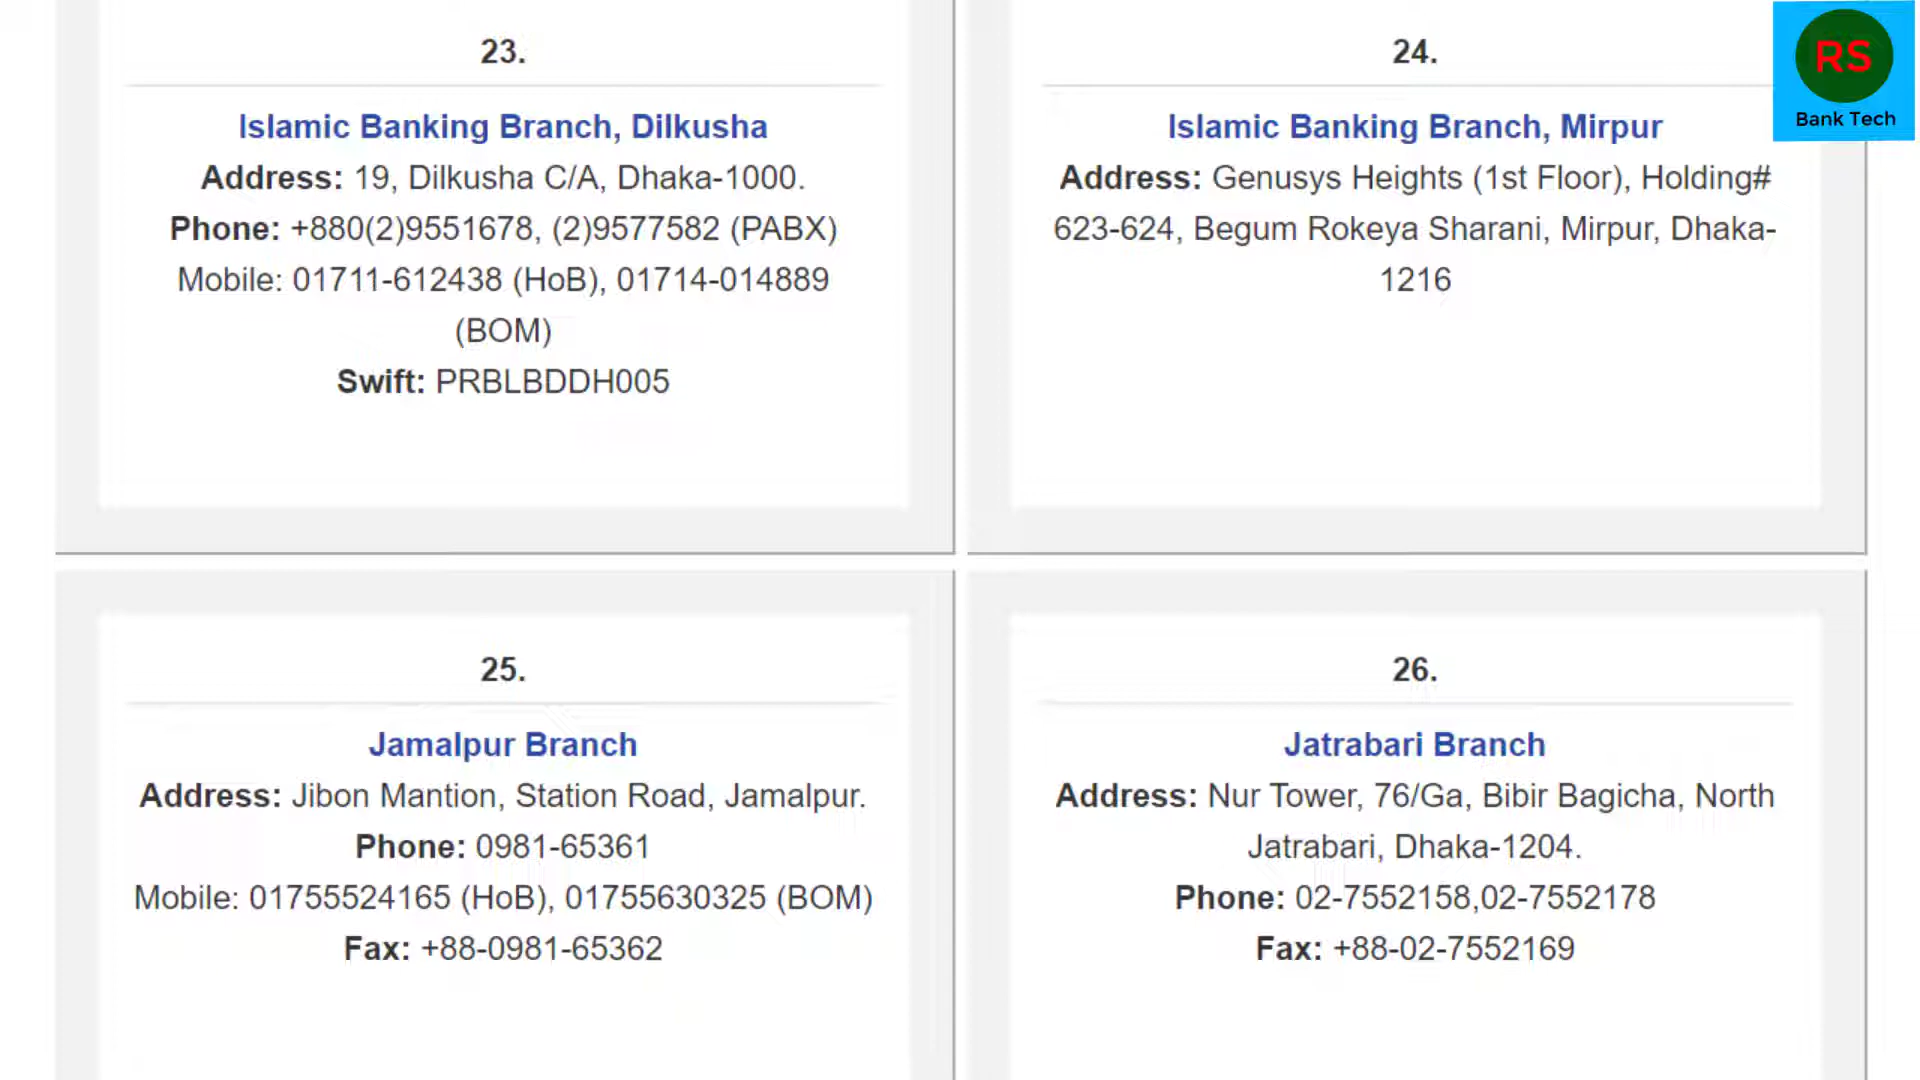 23.
Islamic Banking Branch, Dilkusha
Address: 19, Dilkusha C/A, Dhaka-1000.
Phone: +880(2)9551678, (2)9577582 (PABX)
Mobile: 01711-612438 (HoB), 01714-014889
(BOM)
Swift: PRBLBDDH005
24.
Islamic Banking Branch, Mirpur
Address: Genusys Heights (1st Floor), Holding#
623-624, Begum Rokeya Sharani, Mirpur, Dhaka-
1216
RS
Bank Tech
25.
Jamalpur Branch
Address: Jibon Mantion, Station Road, Jamalpur.
Phone: 0981-65361
Mobile: 01755524165 (HoB), 01755630325 (BOM)
Fax: +88-0981-65362
26.
Jatrabari Branch
Address: Nur Tower, 76/Ga, Bibir Bagicha, North
Jatrabari, Dhaka-1204.
Phone: 02-7552158,02-7552178
Fax: +88-02-7552169